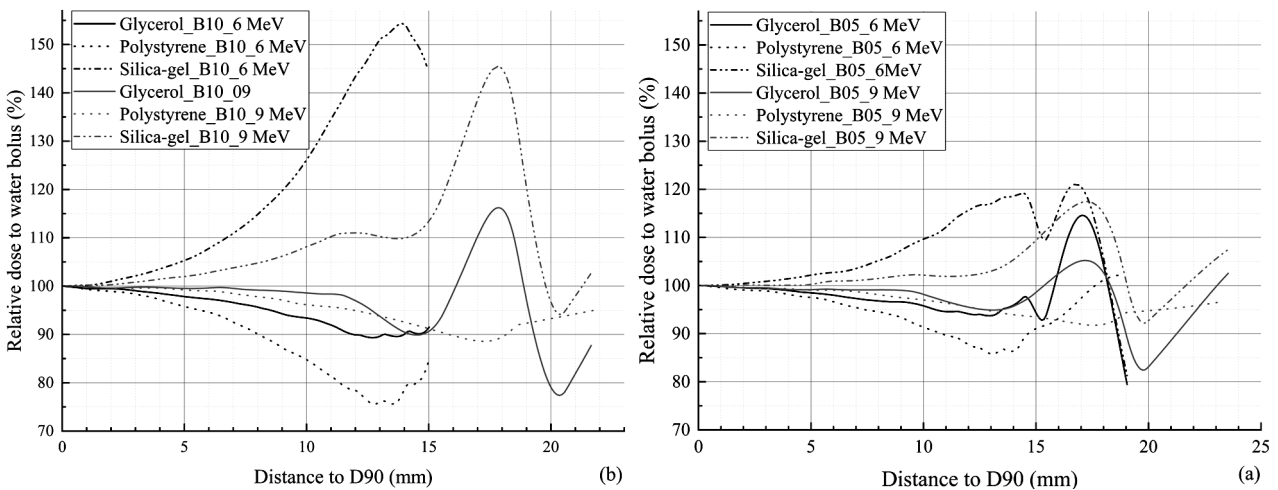 Relative dose to water bolus (%)
150
140
130
120
110
100
90
80
70
Glycerol_B10_6 MeV
Polystyrene_B10_6 MeV
Silica-gel_B10_6 MeV
Glycerol_B10_09
Polystyrene_B10_9 MeV
Silica-gel_B10_9 MeV
0 5 10 15 20
Distance to D90 (mm)
(b)
Relative dose to water bolus (%)
150
140
130
120
110
100
90
80
70
Glycerol_B05_6 MeV
Polystyrene_B05_6 MeV
Silica-gel_B05_6MeV
Glycerol_B05_9 MeV
Polystyrene_B05_9 MeV
Silica-gel_B05_9 MeV
0 5 10 15 20 25
Distance to D90 (mm)
(a)